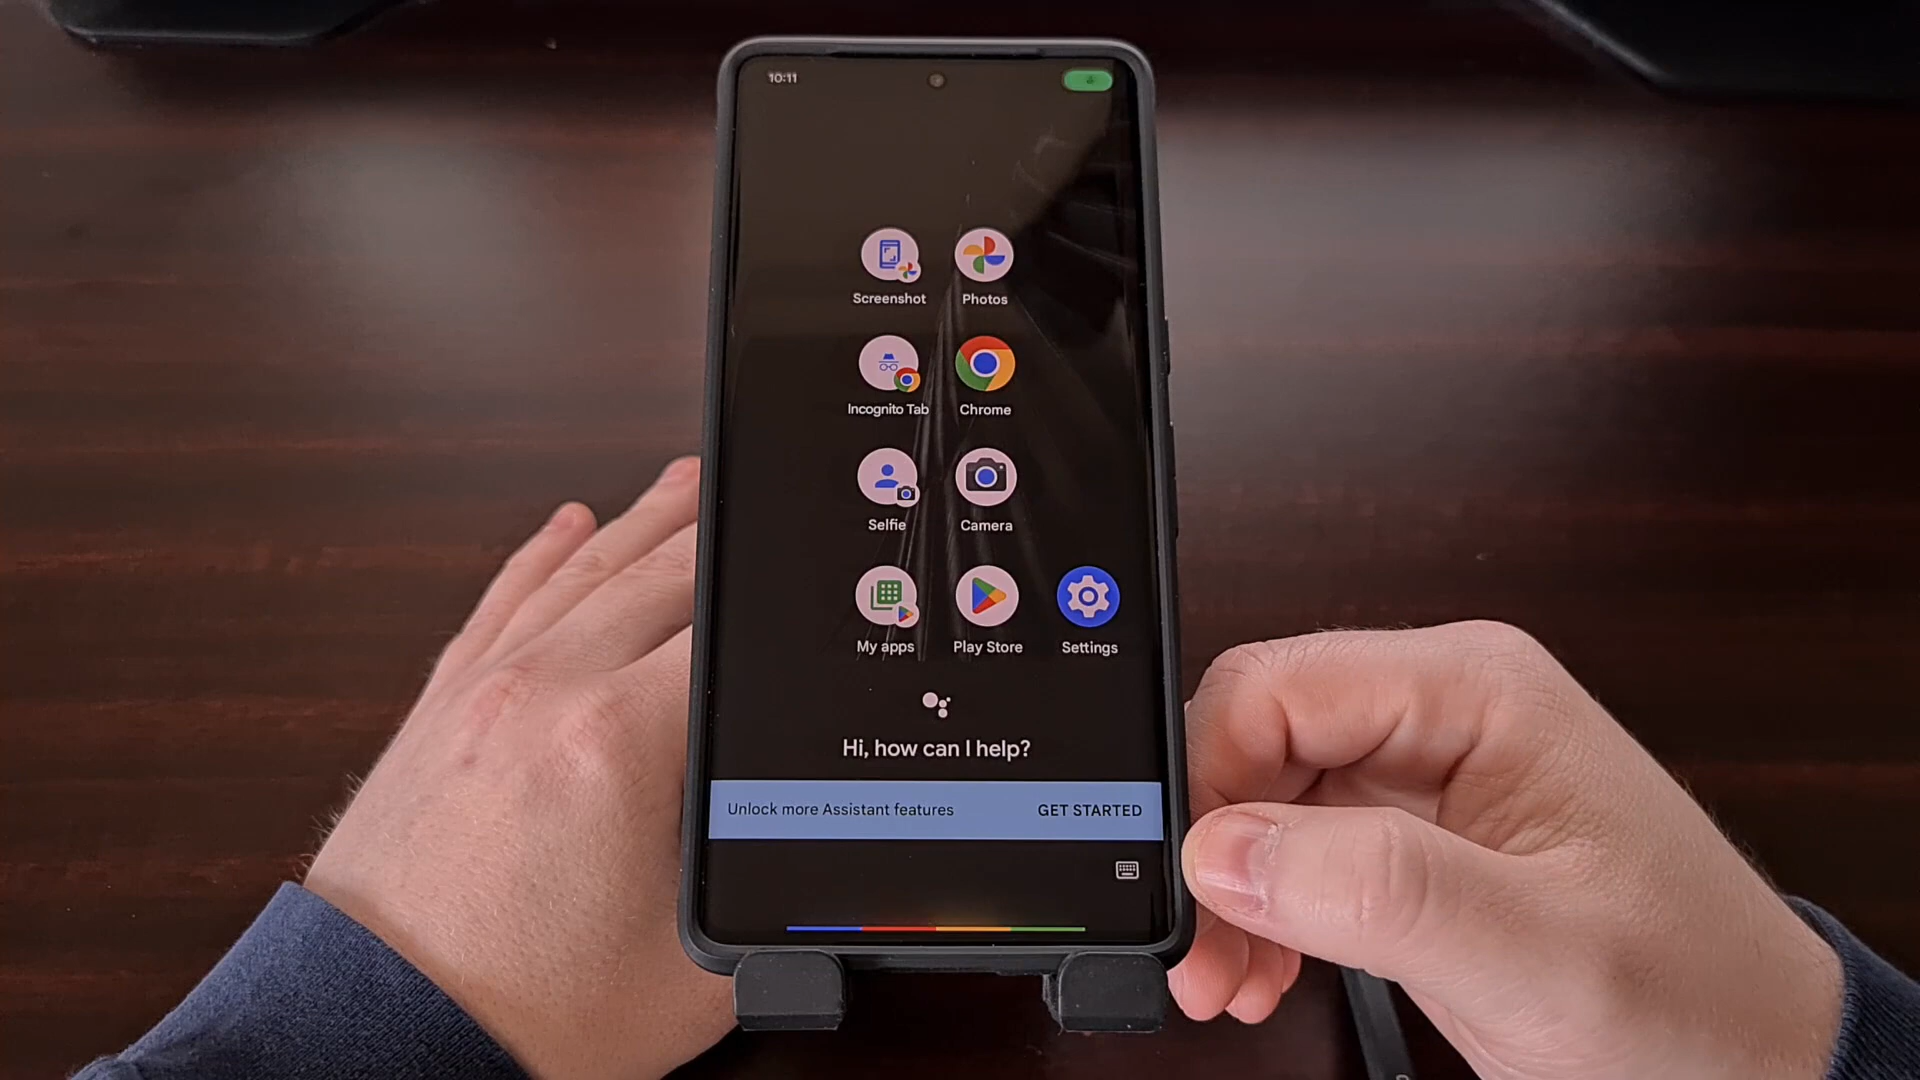 10:11
Screenshot
Photos
Incognito Tab
Chrome
Selfie
Camera
My apps
Play Store
Settings
Hi, how can I help?
Unlock more Assistant features
GET STARTED